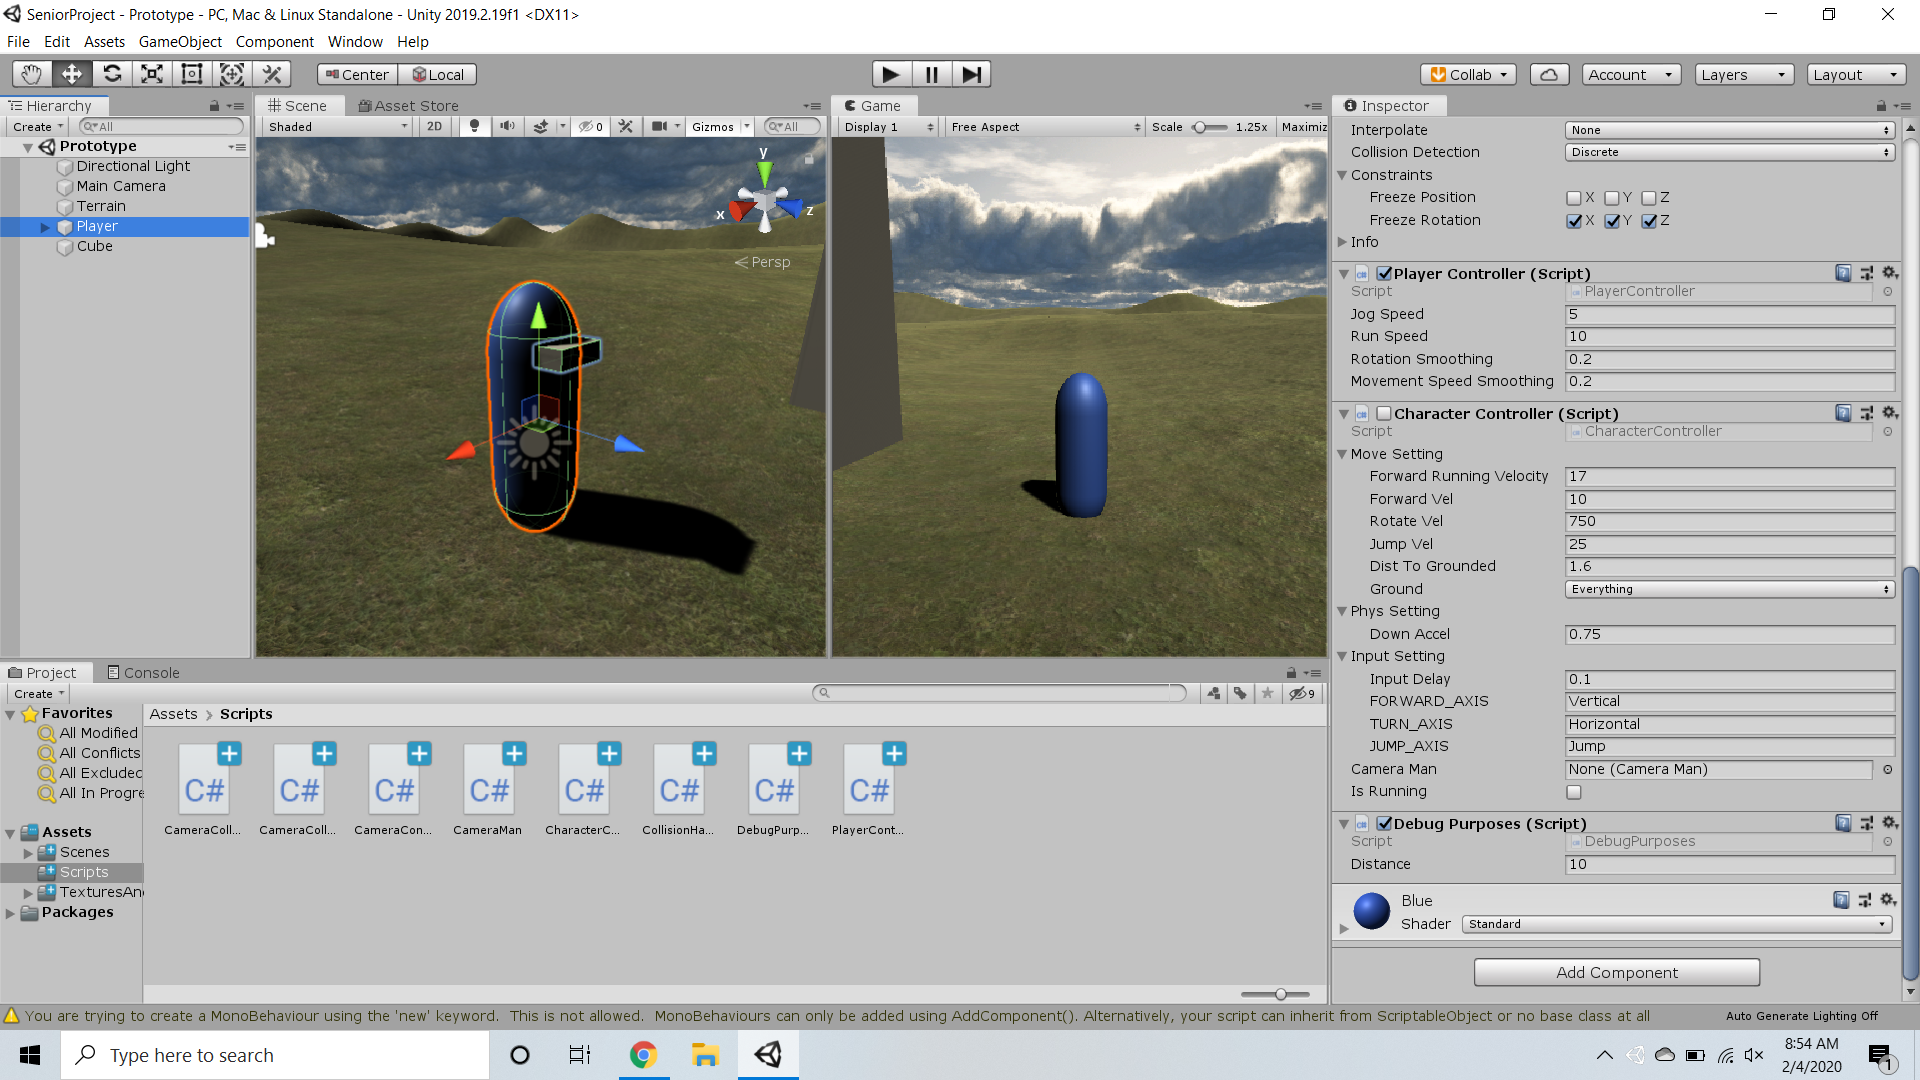 SeniorProject - Prototype - PC, Mac & Linux Standalone - Unity 2019.2.19f1 <DX11>
File Edit Assets GameObject Component Window Help
Center Local
Collab Account Layers Layout
Hierarchy
Create All
Prototype
Directional Light
Main Camera
Terrain
Player
Cube
Scene Asset Store
Shaded 2D 0 Gizmos All
y
x z
Persp
Game
Display 1 Free Aspect Scale 1.25x Maximiz
Inspector
Interpolate None
Collision Detection Discrete
Constraints
Freeze Position X Y Z
Freeze Rotation X Y Z
Info
Player Controller (Script)
Script PlayerController
Jog Speed 5
Run Speed 10
Rotation Smoothing 0.2
Movement Speed Smoothing 0.2
Character Controller (Script)
Script CharacterController
Move Setting
Forward Running Velocity 17
Forward Vel 10
Rotate Vel 750
Jump Vel 25
Dist To Grounded 1.6
Ground Everything
Phys Setting
Down Accel 0.75
Input Setting
Input Delay 0.1
FORWARD_AXIS Vertical
TURN_AXIS Horizontal
JUMP_AXIS Jump
Camera Man None (Camera Man)
Is Running
Debug Purposes (Script)
Script DebugPurposes
Distance 10
Blue
Shader Standard
Add Component
Project Console
Create 9
Favorites
All Modified
All Conflicts
All Excludec
All In Progre
Assets
Scenes
Scripts
TexturesAn
Packages
Assets > Scripts
C# C# C# C# C# C# C# C#
CameraColl... CameraColl... CameraCon... CameraMan CharacterC... CollisionHa... DebugPurp... PlayerCont...
You are trying to create a MonoBehaviour using the 'new' keyword. This is not allowed. MonoBehaviours can only be added using AddComponent(). Alternatively, your script can inherit from ScriptableObject or no base class at all
Auto Generate Lighting Off
Type here to search
8:54 AM
2/4/2020
1